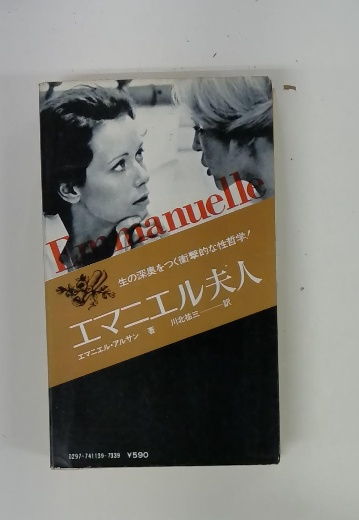 Emmanuelle
生の深奥をつく衝撃的な性哲学!
エマニエル夫人
エマニエル・アルサン 著
川北祐三——訳
0297-741139-7339 ¥590